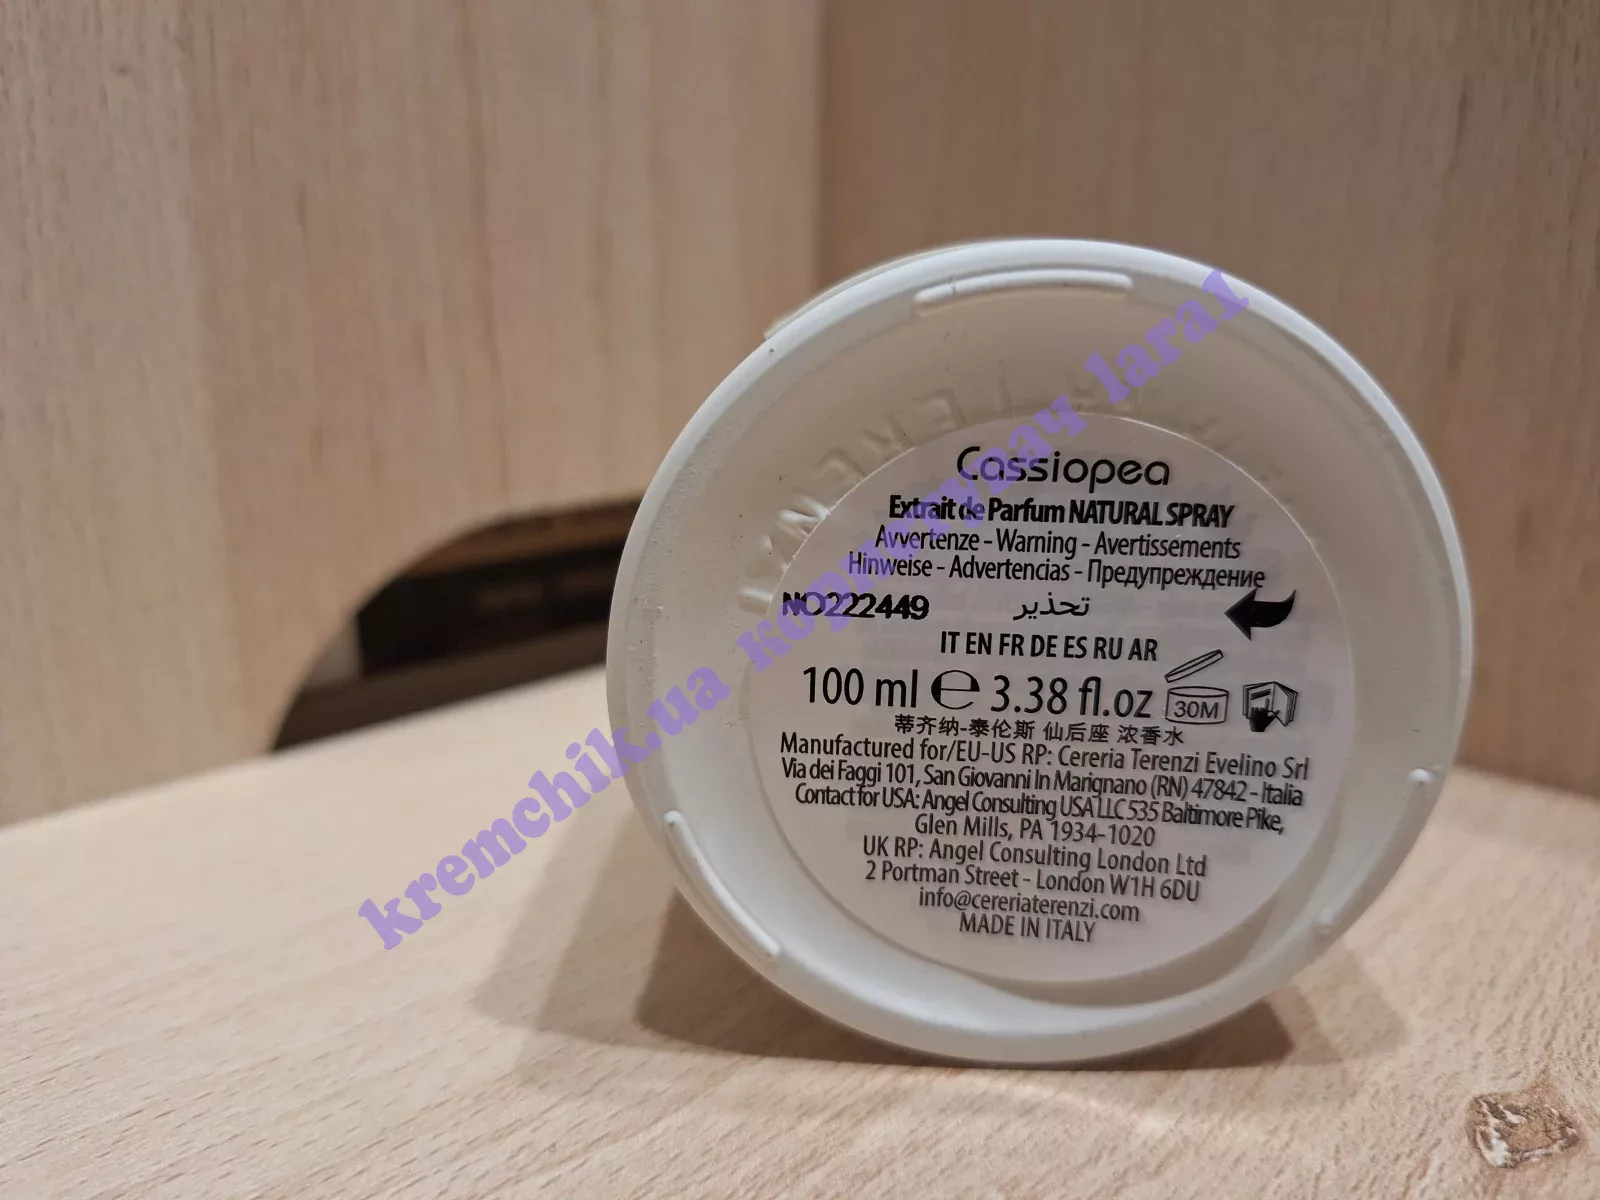 Cassiopea
Extrait de Parfum NATURAL SPRAY
Avvertenze - Warning - Avertissements
Hinweise - Advertencias - Предупреждение
NO222449 تحذير
IT EN FR DE ES RU AR
100 ml ℮ 3.38 fl.oz 30M
蒂齐纳-泰伦斯 仙后座 浓香水
Manufactured for/EU-US RP: Cereria Terenzi Evelino Srl
Via dei Faggi 101, San Giovanni In Marignano (RN) 47842 - Italia
Contact for USA: Angel Consulting USA LLC 535 Baltimore Pike,
Glen Mills, PA 1934-1020
UK RP: Angel Consulting London Ltd
2 Portman Street - London W1H 6DU
info@cereriaterenzi.com
MADE IN ITALY
kremchik.ua користувач lara1